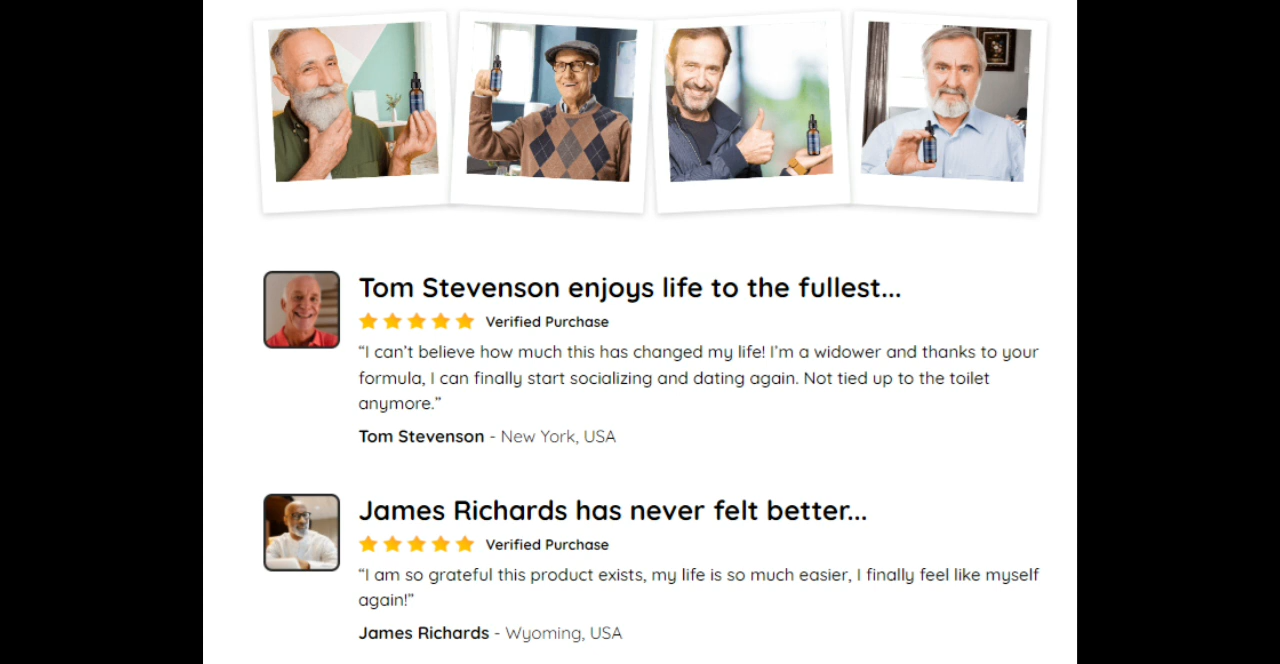 Tom Stevenson enjoys life to the fullest...
Verified Purchase
“I can’t believe how much this has changed my life! I’m a widower and thanks to your
formula, I can finally start socializing and dating again. Not tied up to the toilet
anymore.”
Tom Stevenson - New York, USA
James Richards has never felt better...
Verified Purchase
“I am so grateful this product exists, my life is so much easier, I finally feel like myself
again!”
James Richards - Wyoming, USA